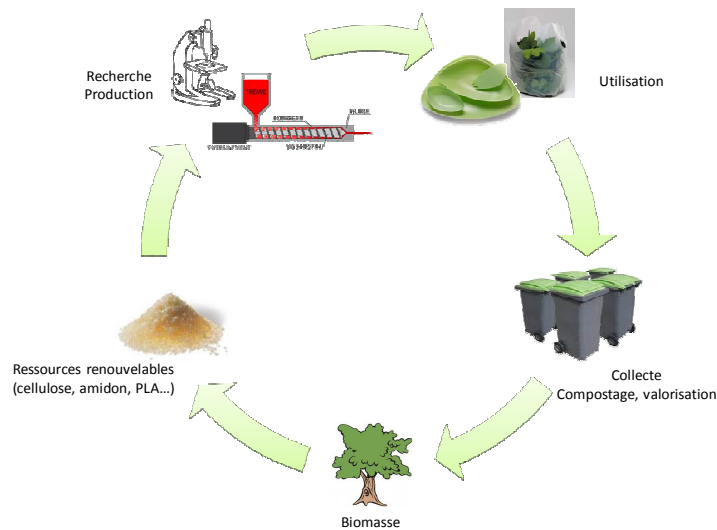 Recherche
Production
Utilisation
Ressources renouvelables
(cellulose, amidon, PLA...)
Collecte
Compostage, valorisation
Biomasse